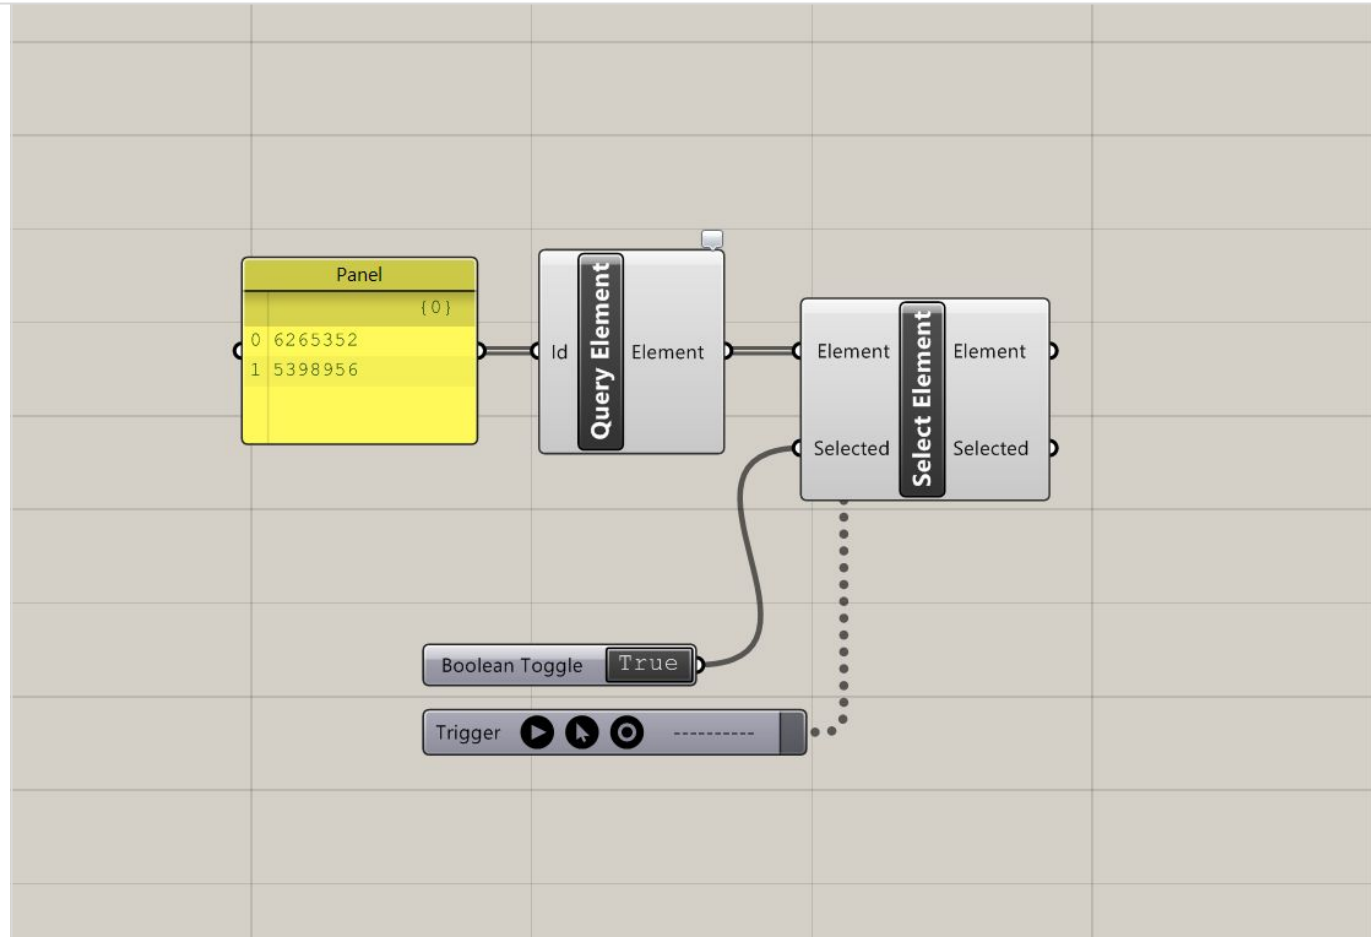 Panel
{0}
0 6265352
1 5398956
Id
Query Element
Element
Element
Selected
Select Element
Element
Selected
Boolean Toggle True
Trigger ----------